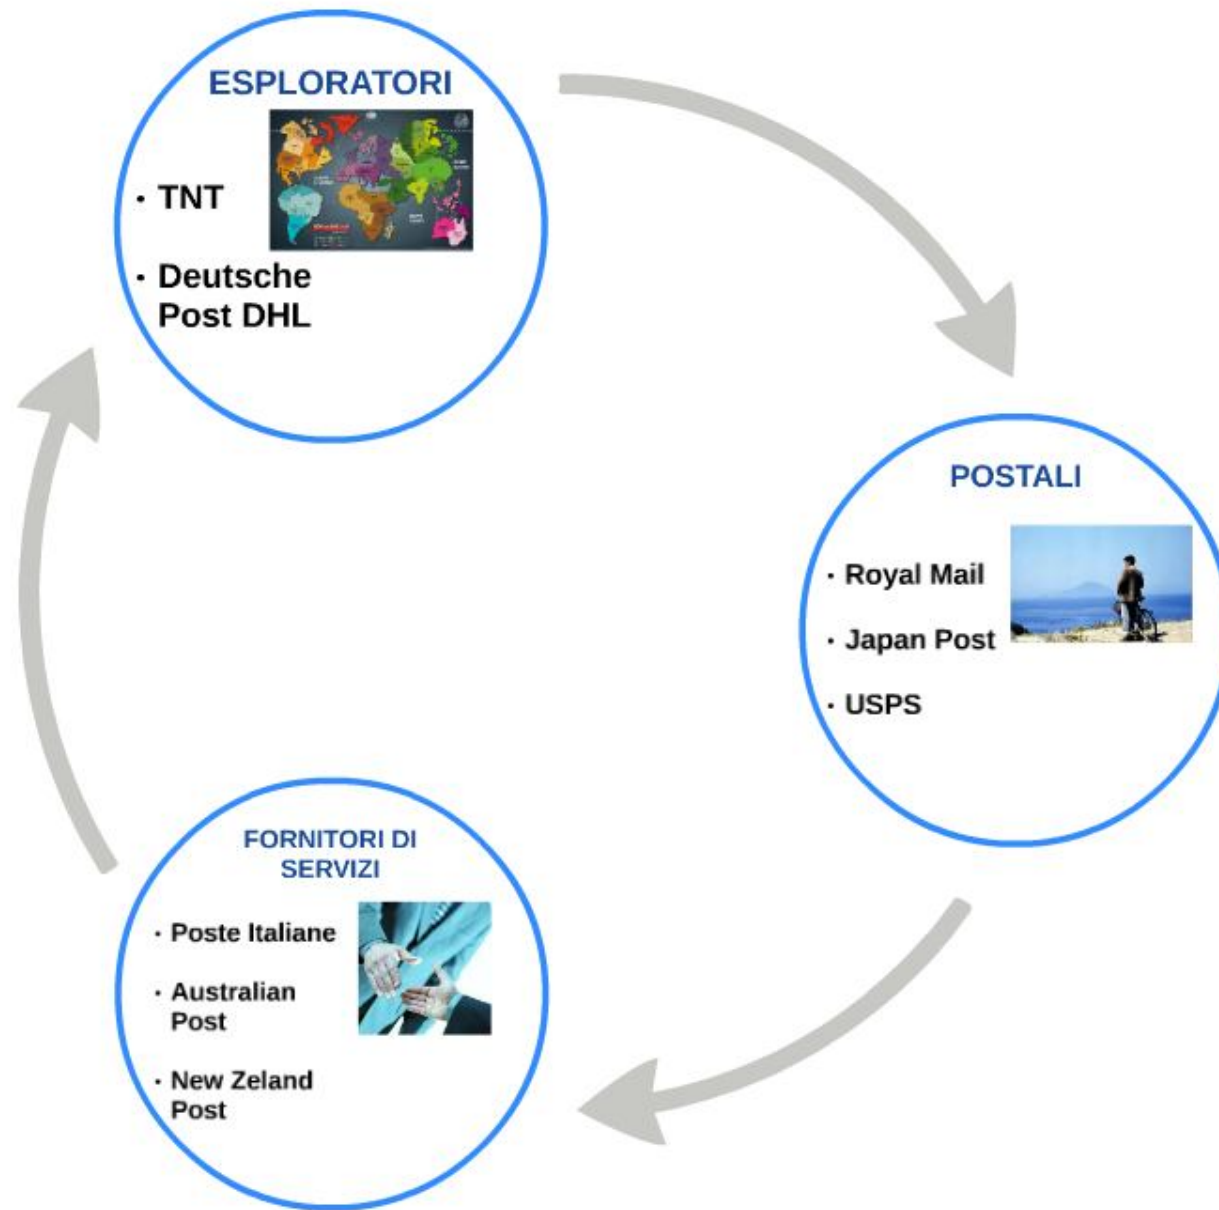 ESPLORATORI
· TNT
· Deutsche
Post DHL
POSTALI
· Royal Mail
· Japan Post
· USPS
FORNITORI DI
SERVIZI
· Poste Italiane
· Australian
Post
· New Zeland
Post